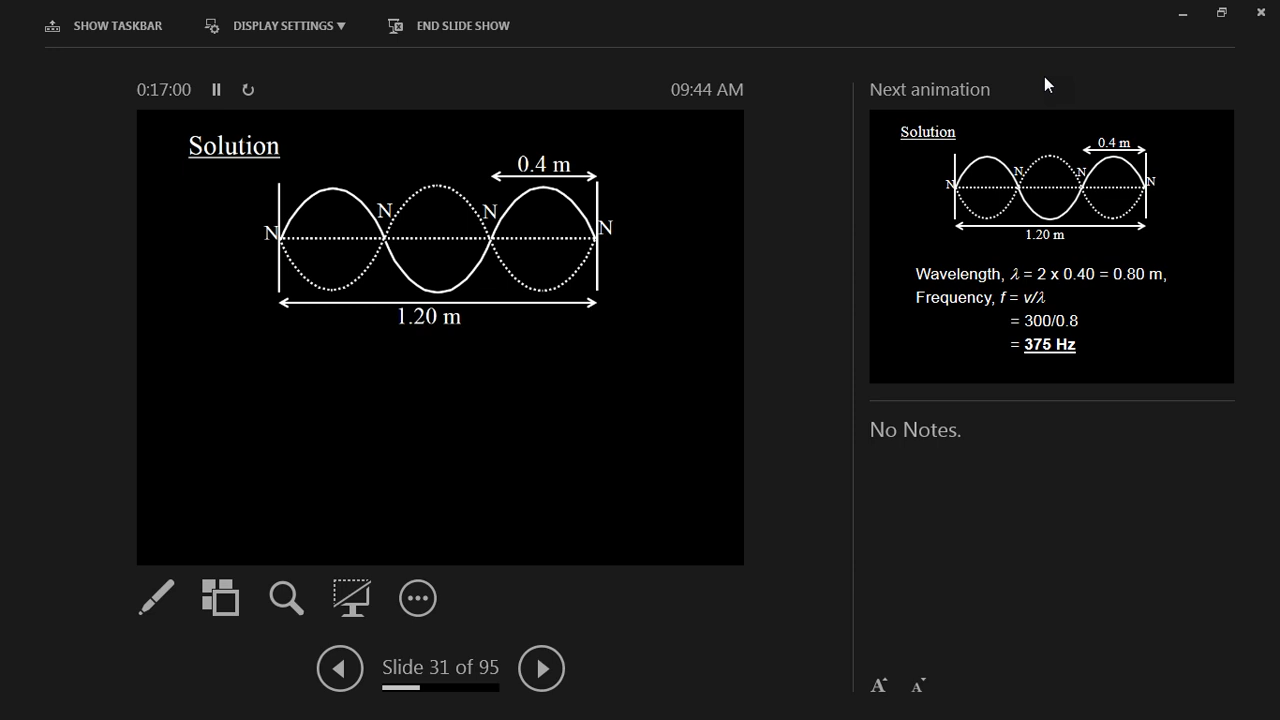 SHOW TASKBAR
DISPLAY SETTINGS ▼
END SLIDE SHOW
0:17:00
09:44 AM
Solution
0.4 m
N N N N
1.20 m
Slide 31 of 95
Next animation
Solution
0.4 m
N N N N
1.20 m
Wavelength, λ = 2 x 0.40 = 0.80 m,
Frequency, f = v/λ
= 300/0.8
= 375 Hz
No Notes.
A A